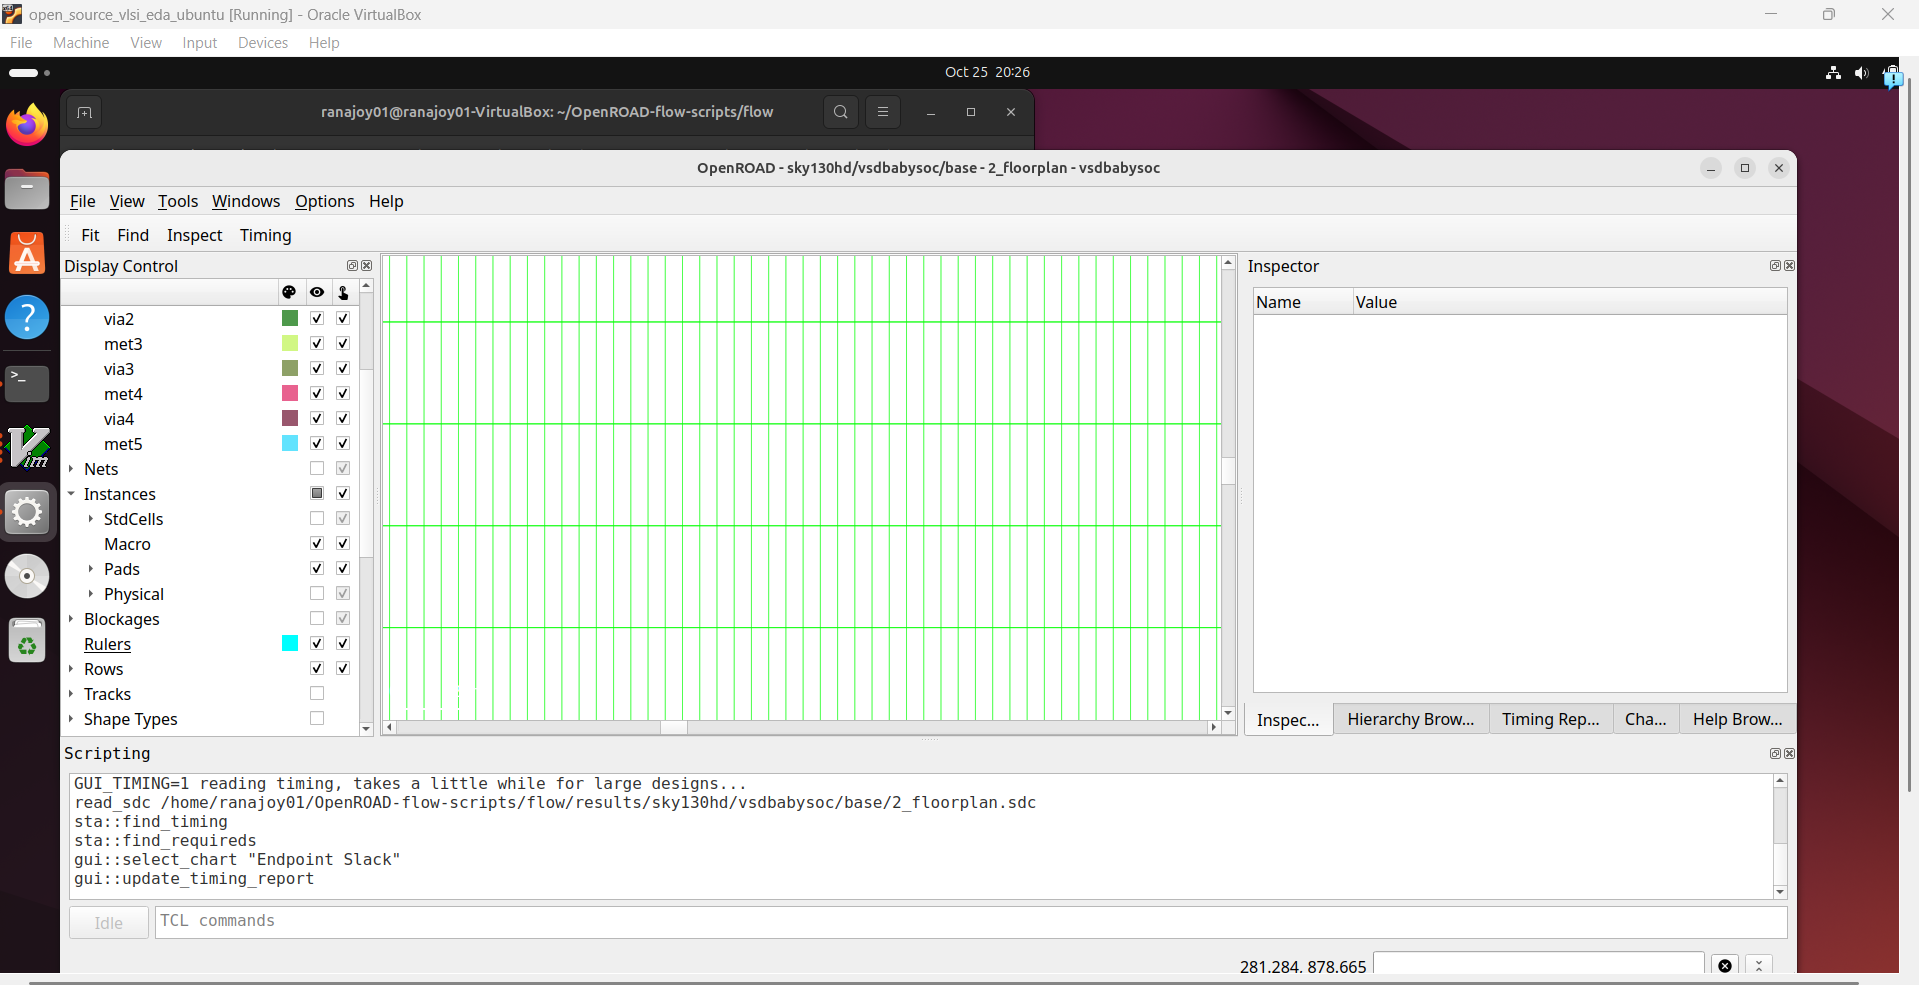 open_source_vlsi_eda_ubuntu [Running] - Oracle VirtualBox
File Machine View Input Devices Help
Oct 25 20:26
ranajoy01@ranajoy01-VirtualBox: ~/OpenROAD-flow-scripts/flow
OpenROAD - sky130hd/vsdbabysoc/base - 2_floorplan - vsdbabysoc
File View Tools Windows Options Help
Fit Find Inspect Timing
Display Control
via2
met3
via3
met4
via4
met5
Nets
Instances
StdCells
Macro
Pads
Physical
Blockages
Rulers
Rows
Tracks
Shape Types
Inspector
Name Value
Inspec... Hierarchy Brow... Timing Rep... Cha... Help Brow...
Scripting
GUI_TIMING=1 reading timing, takes a little while for large designs...
read_sdc /home/ranajoy01/OpenROAD-flow-scripts/flow/results/sky130hd/vsdbabysoc/base/2_floorplan.sdc
sta::find_timing
sta::find_requireds
gui::select_chart "Endpoint Slack"
gui::update_timing_report
Idle TCL commands
281.284, 878.665